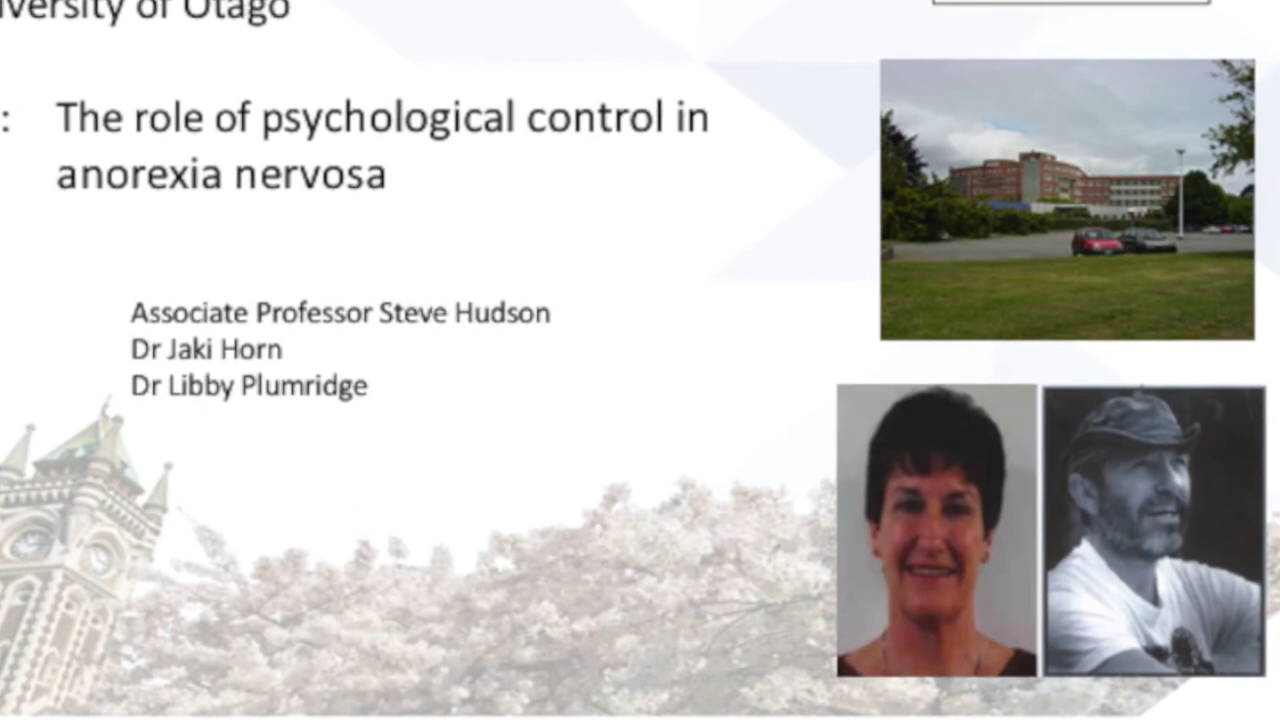 University of Otago
: The role of psychological control in
anorexia nervosa
Associate Professor Steve Hudson
Dr Jaki Horn
Dr Libby Plumridge